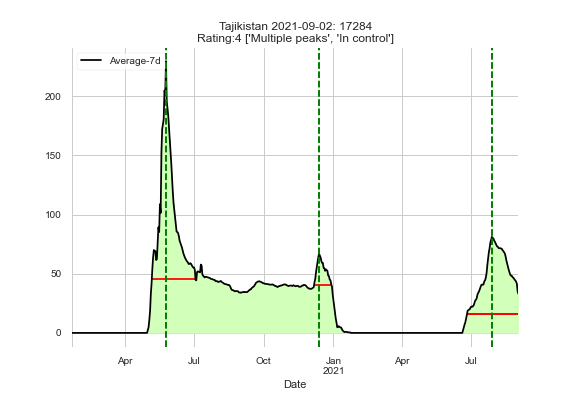 Tajikistan 2021-09-02: 17284
Rating:4 ['Multiple peaks', 'In control']
Average-7d
200
150
100
50
0
Apr Jul Oct Jan Apr Jul
2021
Date